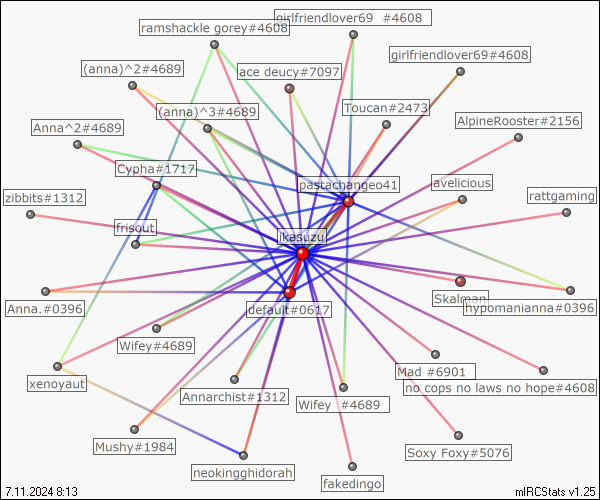 girlfriendlover69  #4608
ramshackle gorey#4608
girlfriendlover69#4608
(anna)^2#4689
ace deucy#7097
Toucan#2473
(anna)^3#4689
AlpineRooster#2156
Anna^2#4689
Cypha#1717
pastachangeo41
avelicious
zibbits#1312
rattgaming
frisout
ikasuzu
Skalman
Anna.#0396
default#0617
hypomanianna#0396
Wifey#4689
Mad #6901
xenoyaut
no cops no laws no hope#4608
Annarchist#1312
Wifey  #4689
Mushy#1984
Soxy Foxy#5076
neokingghidorah
fakedingo
7.11.2024 8:13
mIRCStats v1.25